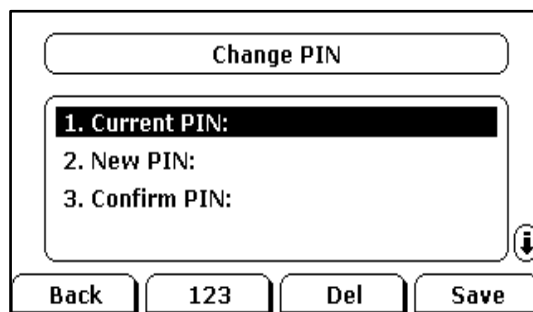 Change PIN
1. Current PIN:
2. New PIN:
3. Confirm PIN:
Back 123 Del Save